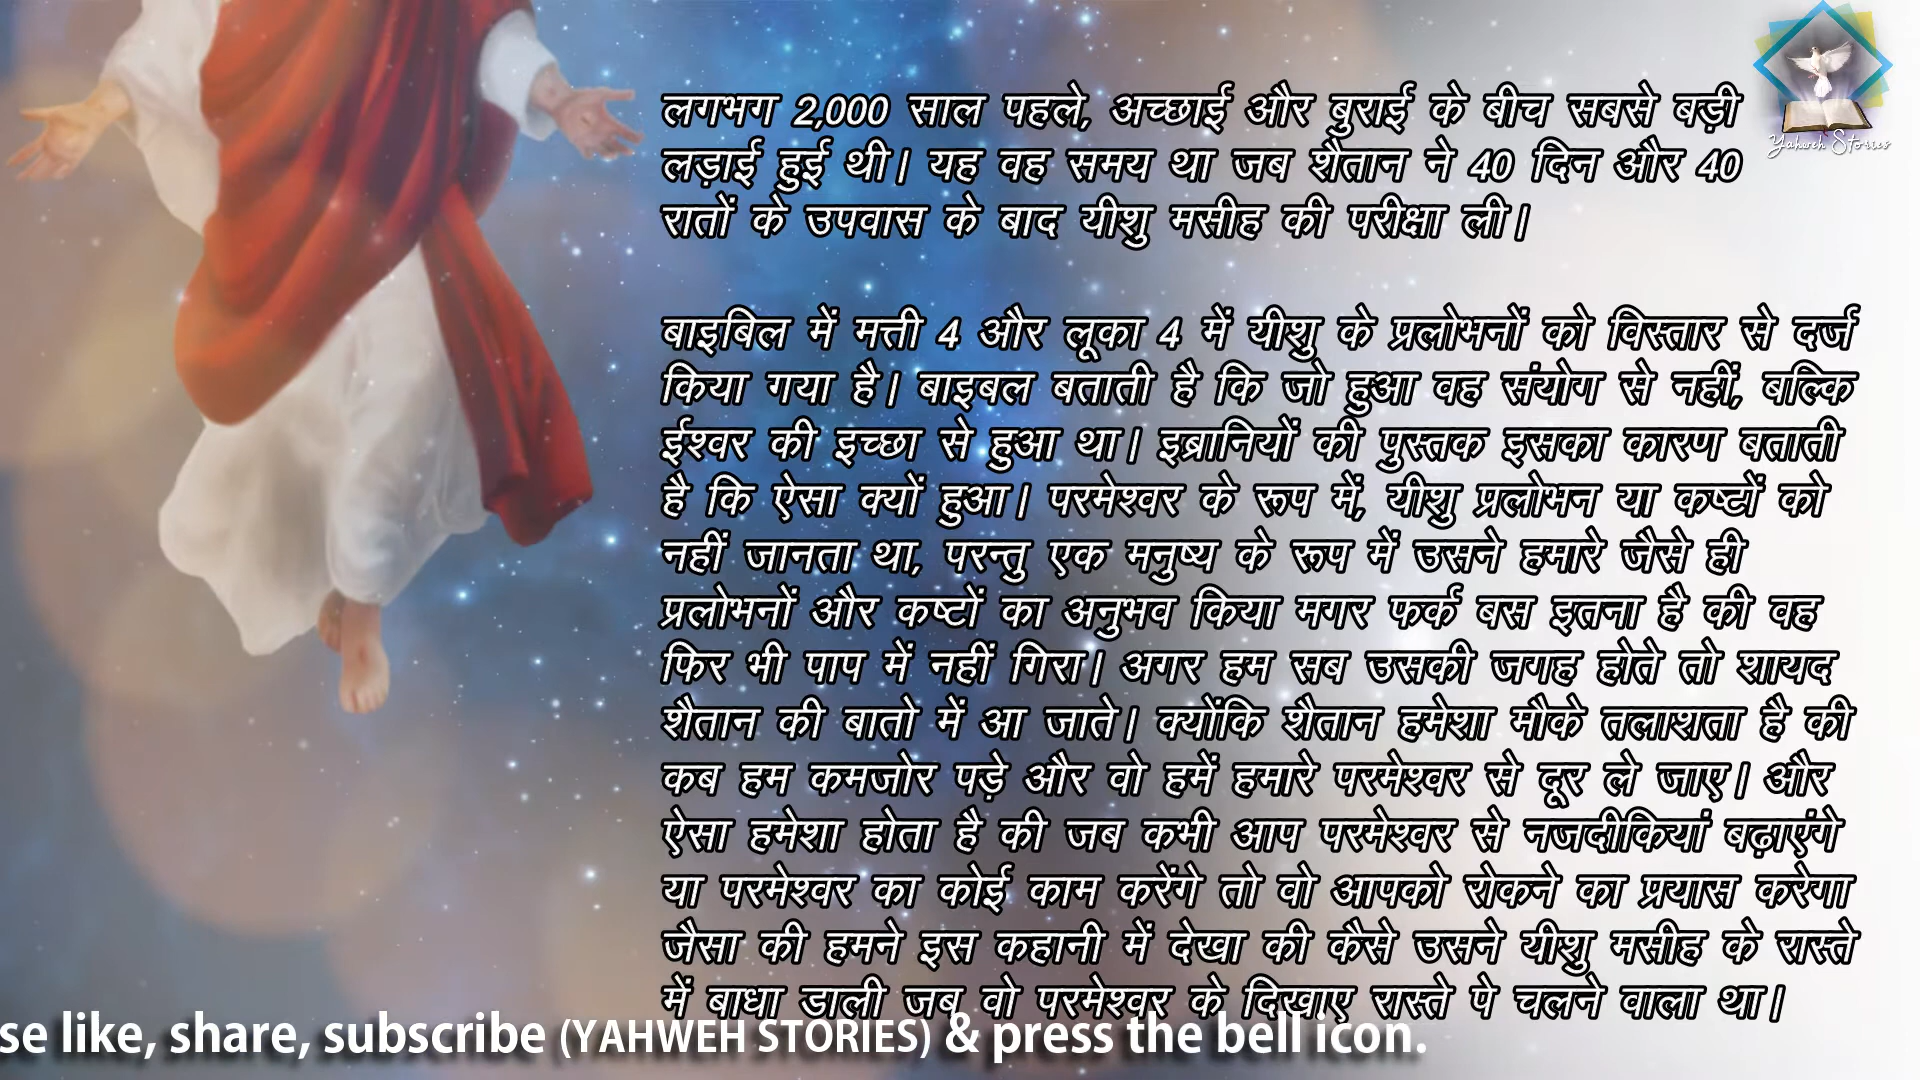 Yahweh Stories
लगभग 2,000 साल पहले, अच्छाई और बुराई के बीच सबसे बड़ी
लड़ाई हुई थी। यह वह समय था जब शैतान ने 40 दिन और 40
रातों के उपवास के बाद यीशु मसीह की परीक्षा ली।
बाइबिल में मत्ती 4 और लूका 4 में यीशु के प्रलोभनों को विस्तार से दर्ज
किया गया है। बाइबल बताती है कि जो हुआ वह संयोग से नहीं, बल्कि
ईश्वर की इच्छा से हुआ था। इब्रानियों की पुस्तक इसका कारण बताती
है कि ऐसा क्यों हुआ। परमेश्वर के रूप में, यीशु प्रलोभन या कष्टों को
नहीं जानता था, परन्तु एक मनुष्य के रूप में उसने हमारे जैसे ही
प्रलोभनों और कष्टों का अनुभव किया मगर फर्क बस इतना है की वह
फिर भी पाप में नहीं गिरा। अगर हम सब उसकी जगह होते तो शायद
शैतान की बातो में आ जाते। क्योंकि शैतान हमेशा मौके तलाशता है की
कब हम कमजोर पड़े और वो हमें हमारे परमेश्वर से दूर ले जाए। और
ऐसा हमेशा होता है की जब कभी आप परमेश्वर से नजदीकियां बढ़ाएंगे
या परमेश्वर का कोई काम करेंगे तो वो आपको रोकने का प्रयास करेगा
जैसा की हमने इस कहानी में देखा की कैसे उसने यीशु मसीह के रास्ते
में बाधा डाली जब वो परमेश्वर के दिखाए रास्ते पे चलने वाला था।
se like, share, subscribe (YAHWEH STORIES) & press the bell icon.